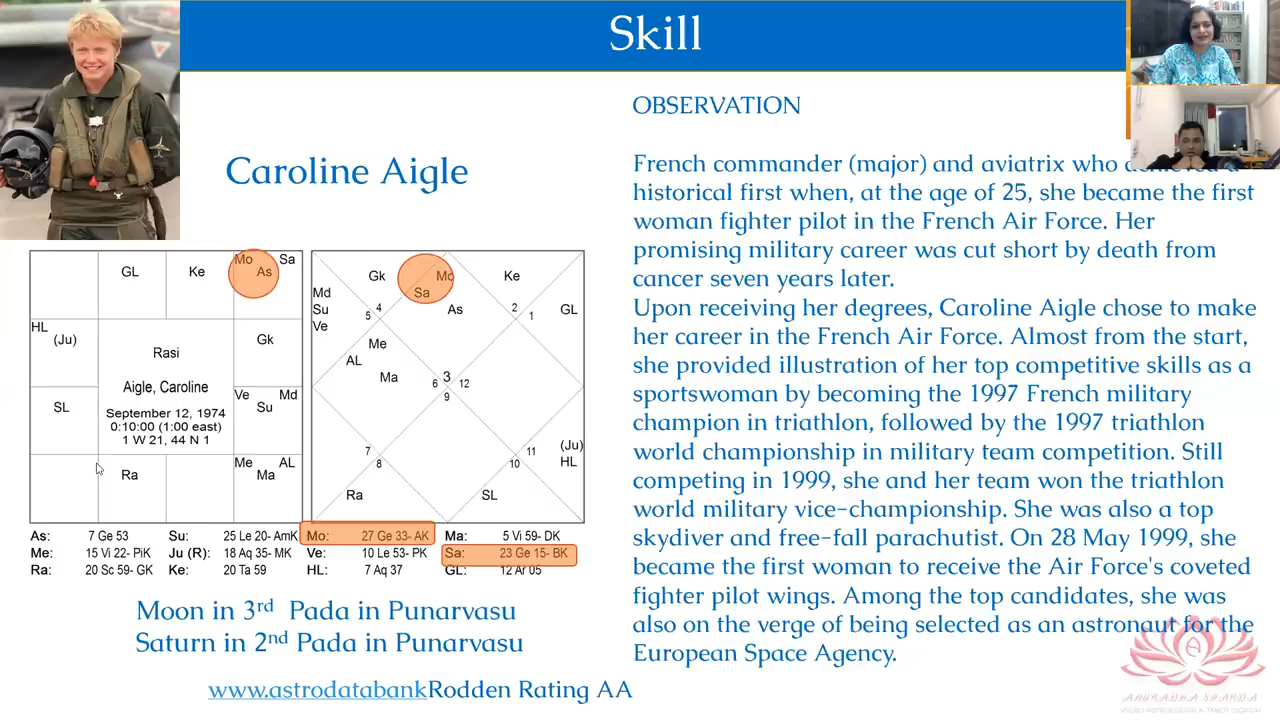 Skill
OBSERVATION
Caroline Aigle
French commander (major) and aviatrix who achieved a
historical first when, at the age of 25, she became the first
woman fighter pilot in the French Air Force. Her
promising military career was cut short by death from
cancer seven years later.
Upon receiving her degrees, Caroline Aigle chose to make
her career in the French Air Force. Almost from the start,
she provided illustration of her top competitive skills as a
sportswoman by becoming the 1997 French military
champion in triathlon, followed by the 1997 triathlon
world championship in military team competition. Still
competing in 1999, she and her team won the triathlon
world military vice-championship. She was also a top
skydiver and free-fall parachutist. On 28 May 1999, she
became the first woman to receive the Air Force's coveted
fighter pilot wings. Among the top candidates, she was
also on the verge of being selected as an astronaut for the
European Space Agency.
GL Ke Mo As Sa
HL (Ju) Gk
Rasi
Aigle, Caroline
September 12, 1974
0:10:00 (1:00 east)
1 W 21, 44 N 1
SL Ve Md Su
Ra Me AL Ma
Gk Mo Ke
Md Sa
Su 5 4 As 2 1 GL
Ve
Me
AL
Ma 6 3 12
9
7 11 (Ju)
8 10 HL
Ra SL
As: 7 Ge 53 Su: 25 Le 20- AmK Mo: 27 Ge 33- AK Ma: 5 Vi 59- DK
Me: 15 Vi 22- PiK Ju (R): 18 Aq 35- MK Ve: 10 Le 53- PK Sa: 23 Ge 15- BK
Ra: 20 Sc 59- GK Ke: 20 Ta 59 HL: 7 Aq 37 GL: 12 Ar 05
Moon in 3rd Pada in Punarvasu
Saturn in 2nd Pada in Punarvasu
www.astrodatabankRodden Rating AA
ANURADHA SHARDA